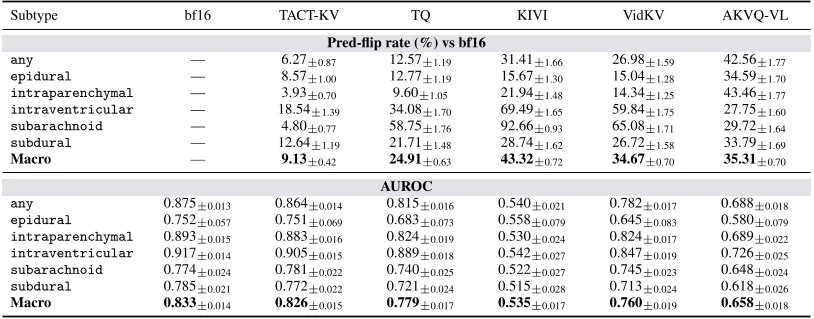 Subtype bf16 TACT-KV TQ KIVI VidKV AKVQ-VL
Pred-flip rate (%) vs bf16
any — 6.27±0.87 12.57±1.19 31.41±1.66 26.98±1.59 42.56±1.77
epidural — 8.57±1.00 12.77±1.19 15.67±1.30 15.04±1.28 34.59±1.70
intraparenchymal — 3.93±0.70 9.60±1.05 21.94±1.48 14.34±1.25 43.46±1.77
intraventricular — 18.54±1.39 34.08±1.70 69.49±1.65 59.84±1.75 27.75±1.60
subarachnoid — 4.80±0.77 58.75±1.76 92.66±0.93 65.08±1.71 29.72±1.64
subdural — 12.64±1.19 21.71±1.48 28.74±1.62 26.72±1.58 33.79±1.69
Macro — 9.13±0.42 24.91±0.63 43.32±0.72 34.67±0.70 35.31±0.70
AUROC
any 0.875±0.013 0.864±0.014 0.815±0.016 0.540±0.021 0.782±0.017 0.688±0.018
epidural 0.752±0.057 0.751±0.069 0.683±0.073 0.558±0.079 0.645±0.083 0.580±0.079
intraparenchymal 0.893±0.015 0.883±0.016 0.824±0.019 0.530±0.024 0.824±0.017 0.689±0.022
intraventricular 0.917±0.014 0.905±0.015 0.889±0.018 0.542±0.027 0.847±0.019 0.726±0.025
subarachnoid 0.774±0.024 0.781±0.022 0.740±0.025 0.522±0.027 0.745±0.023 0.648±0.024
subdural 0.785±0.021 0.772±0.022 0.721±0.024 0.515±0.028 0.713±0.024 0.618±0.026
Macro 0.833±0.014 0.826±0.015 0.779±0.017 0.535±0.017 0.760±0.019 0.658±0.018